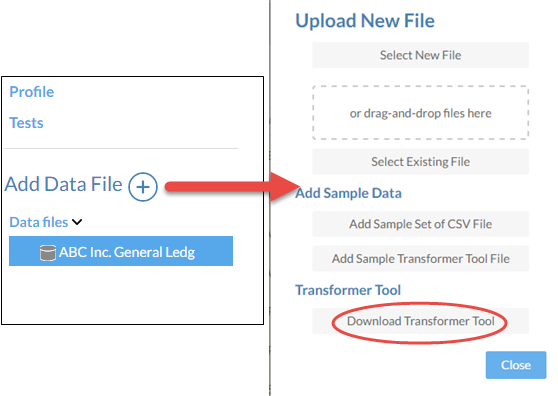 Profile
Tests
Add Data File
Data files
ABC Inc. General Ledg
Upload New File
Select New File
or drag-and-drop files here
Select Existing File
Add Sample Data
Add Sample Set of CSV File
Add Sample Transformer Tool File
Transformer Tool
Download Transformer Tool
Close